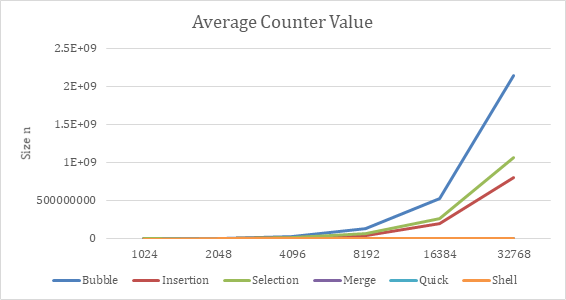 Average Counter Value
2.5E+09
2E+09
1.5E+09
1E+09
500000000
0
Size n
1024 2048 4096 8192 16384 32768
Bubble Insertion Selection Merge Quick Shell